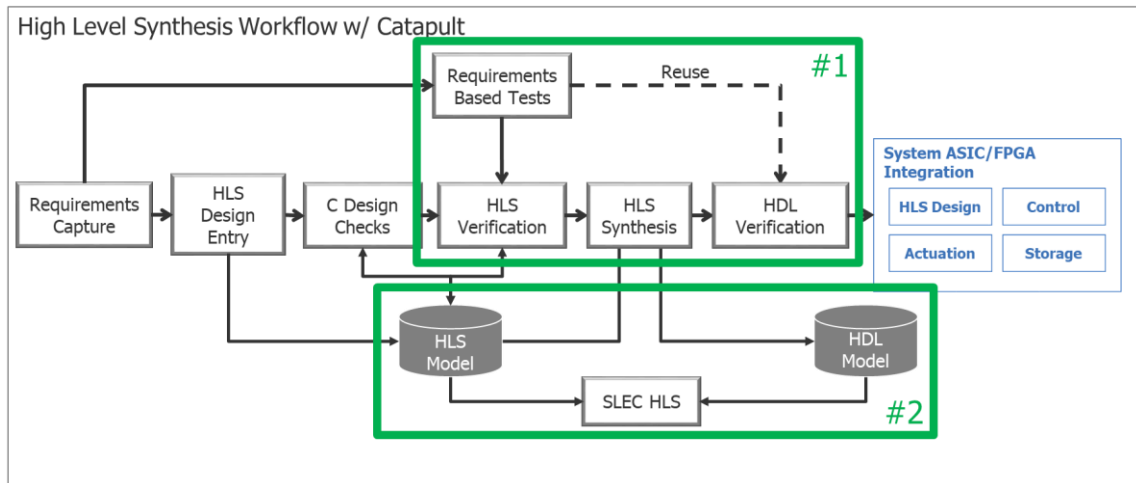 High Level Synthesis Workflow w/ Catapult
#1
Requirements
Based Tests
Reuse
Requirements
Capture
HLS
Design
Entry
C Design
Checks
HLS
Verification
HLS
Synthesis
HDL
Verification
System ASIC/FPGA
Integration
HLS Design
Control
Actuation
Storage
HLS
Model
HDL
Model
SLEC HLS
#2